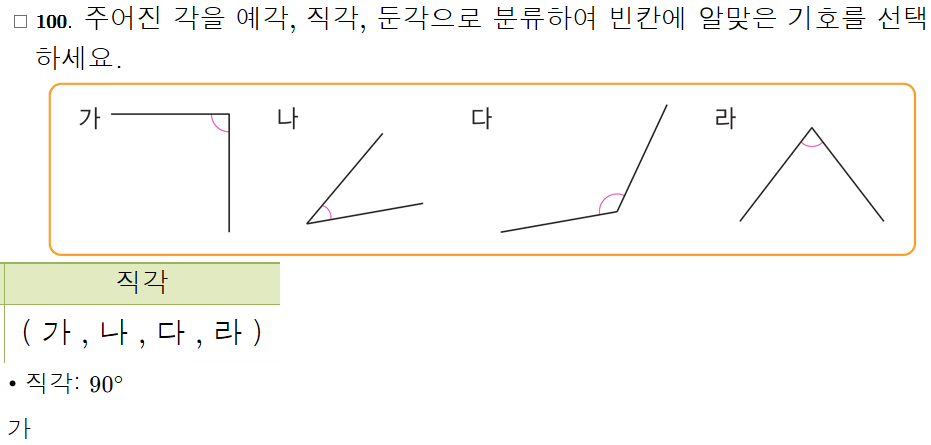 □ 100. 주어진 각을 예각, 직각, 둔각으로 분류하여 빈칸에 알맞은 기호를 선택
하세요.
가 나 다 라
직각
( 가 , 나 , 다 , 라 )
• 직각: 90°
가